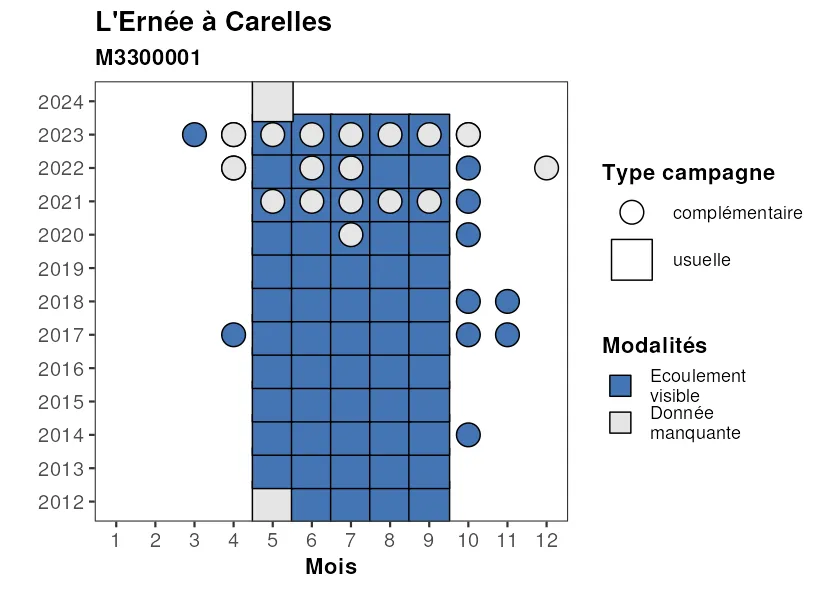 L'Ernée à Carelles
M3300001
2024
2023
2022
2021
2020
2019
2018
2017
2016
2015
2014
2013
2012
1 2 3 4 5 6 7 8 9 10 11 12
Mois
Type campagne
complémentaire
usuelle
Modalités
Ecoulement
visible
Donnée
manquante